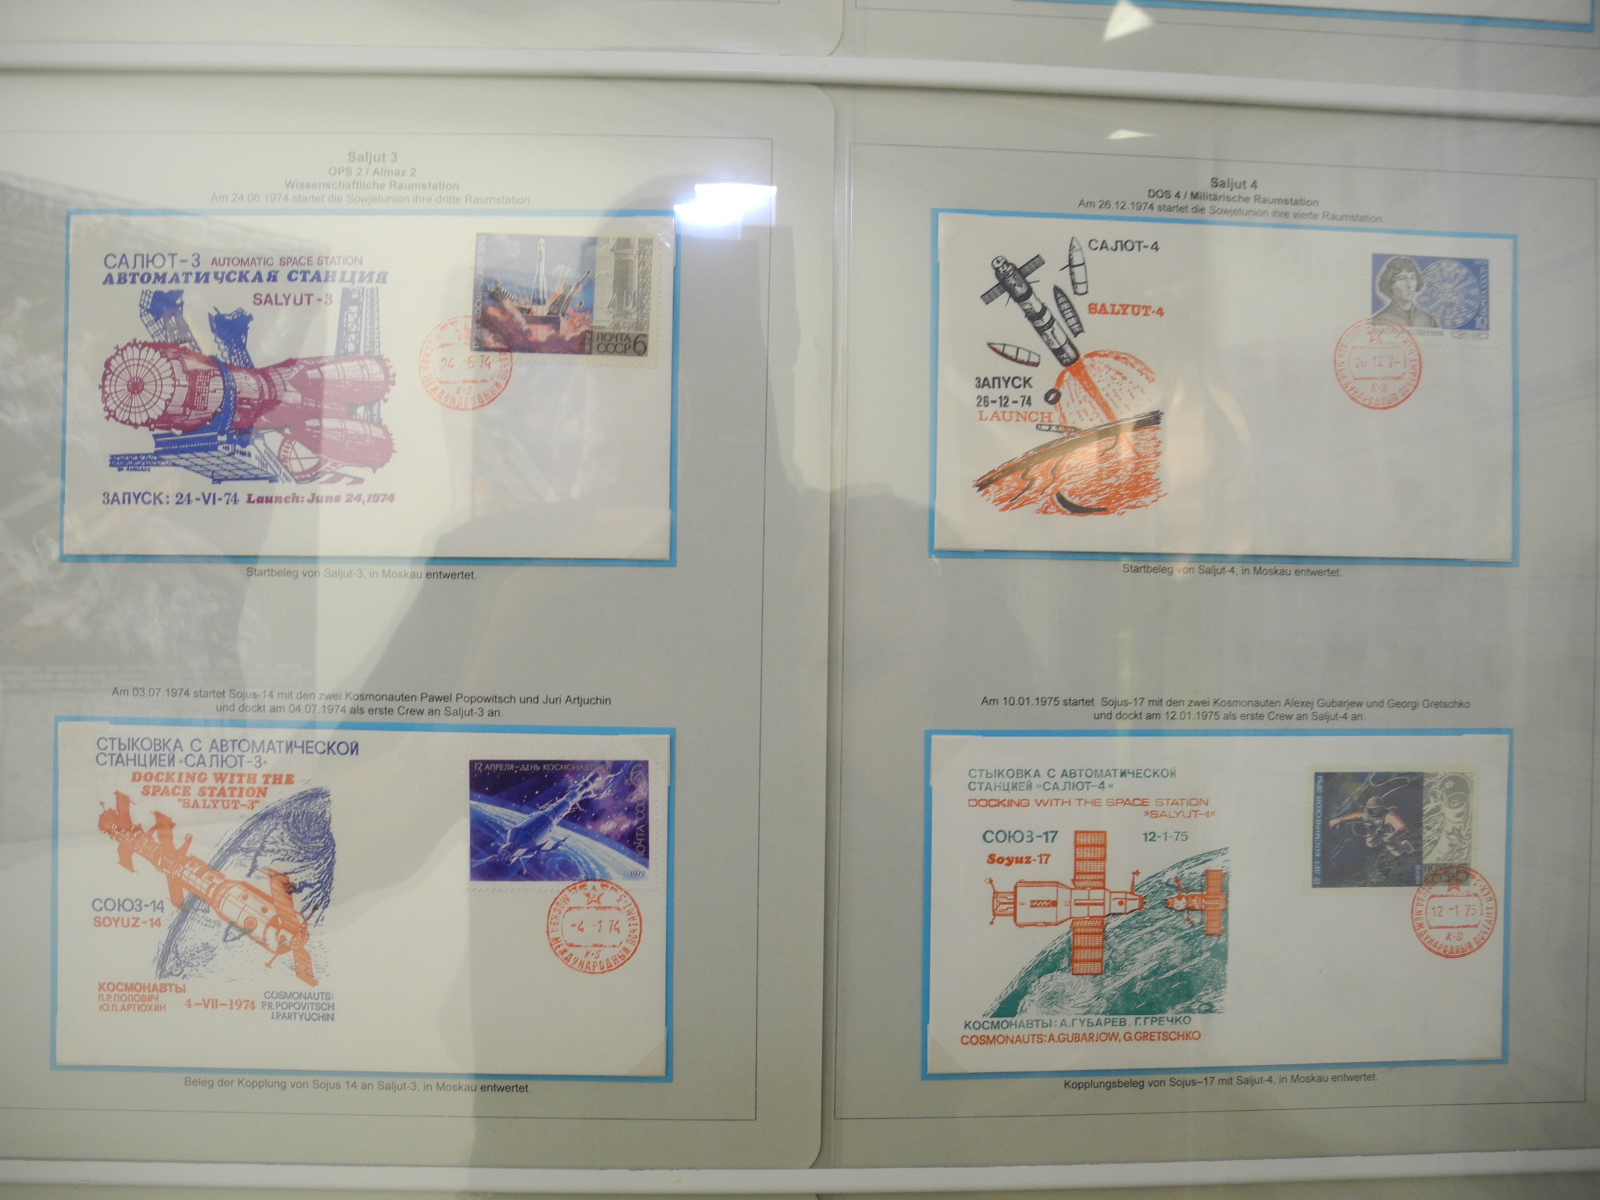 Saljut 3
OPS 2 / Almaz 2
Wissenschaftliche Raumstation
Am 24.06.1974 startet die Sowjetunion ihre dritte Raumstation.
САЛЮТ-3 AUTOMATIC SPACE STATION
АВТОМАТИЧСКАЯ СТАНЦИЯ
SALYUT-3
ПОЧТА
СССР 6
24 -6 74
К-S
ЗАПУСК: 24-VI-74 Launch: June 24,1974
Startbeleg von Saljut-3, in Moskau entwertet.
Am 03.07.1974 startet Sojus-14 mit den zwei Kosmonauten Pawel Popowitsch und Juri Artjuchin
und dockt am 04.07.1974 als erste Crew an Saljut-3 an.
СТЫКОВКА С АВТОМАТИЧЕСКОЙ
СТАНЦИЕЙ «САЛЮТ-3»
DOCKING WITH THE
SPACE STATION
"SALYUT-3"
12 АПРЕЛЯ-ДЕНЬ КОСМОНАВТИКИ
ПОЧТА СССР
1972
СОЮЗ-14
SOYUZ-14
МОСКВА МЕЖДУНАРОДНЫЙ ПОЧТАМТ
-4 -1 74
К-S
КОСМОНАВТЫ
П.Р.ПОПОВИЧ
Ю.П.АРТЮХИН
4-VII-1974
COSMONAUTS:
P.R.POPOVITSCH
J.PARTYUCHIN
Beleg der Kopplung von Sojus 14 an Saljut-3, in Moskau entwertet.
Saljut 4
DOS 4 / Militärische Raumstation
Am 26.12.1974 startet die Sowjetunion ihre vierte Raumstation
САЛЮТ-4
SALYUT-4
ЗАПУСК
26-12-74
LAUNCH
10
К-S
Startbeleg von Saljut-4, in Moskau entwertet.
Am 10.01.1975 startet Sojus-17 mit den zwei Kosmonauten Alexej Gubarjew und Georgi Gretschko
und dockt am 12.01.1975 als erste Crew an Saljut-4 an.
СТЫКОВКА С АВТОМАТИЧЕСКОЙ
СТАНЦИЕЙ »САЛЮТ-4«
DOCKING WITH THE SPACE STATION
»SALYUT-4«
СОЮЗ-17
Soyuz-17
12-1-75
15 ЛЕТ КОСМИЧЕСКОЙ ЭРЫ
12 -1 75
К-S
КОСМОНАВТЫ: А.ГУБАРЕВ, Г.ГРЕЧКО
COSMONAUTS: A.GUBARJOW, G.GRETSCHKO
Kopplungsbeleg von Sojus–17 mit Saljut-4, in Moskau entwertet.